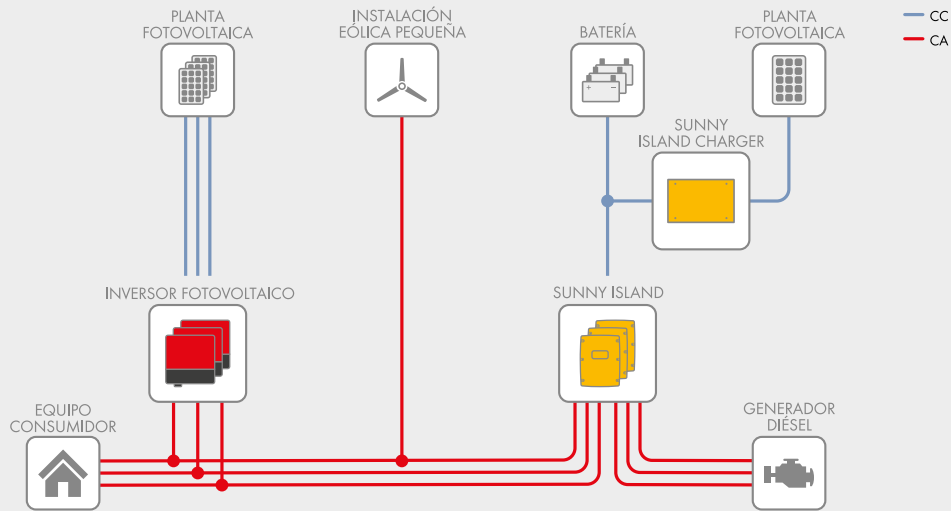 PLANTA
FOTOVOLTAICA
INSTALACIÓN
EÓLICA PEQUEÑA
BATERÍA
PLANTA
FOTOVOLTAICA
CC
CA
SUNNY
ISLAND CHARGER
+ −
INVERSOR FOTOVOLTAICO
SUNNY ISLAND
EQUIPO
CONSUMIDOR
GENERADOR
DIÉSEL